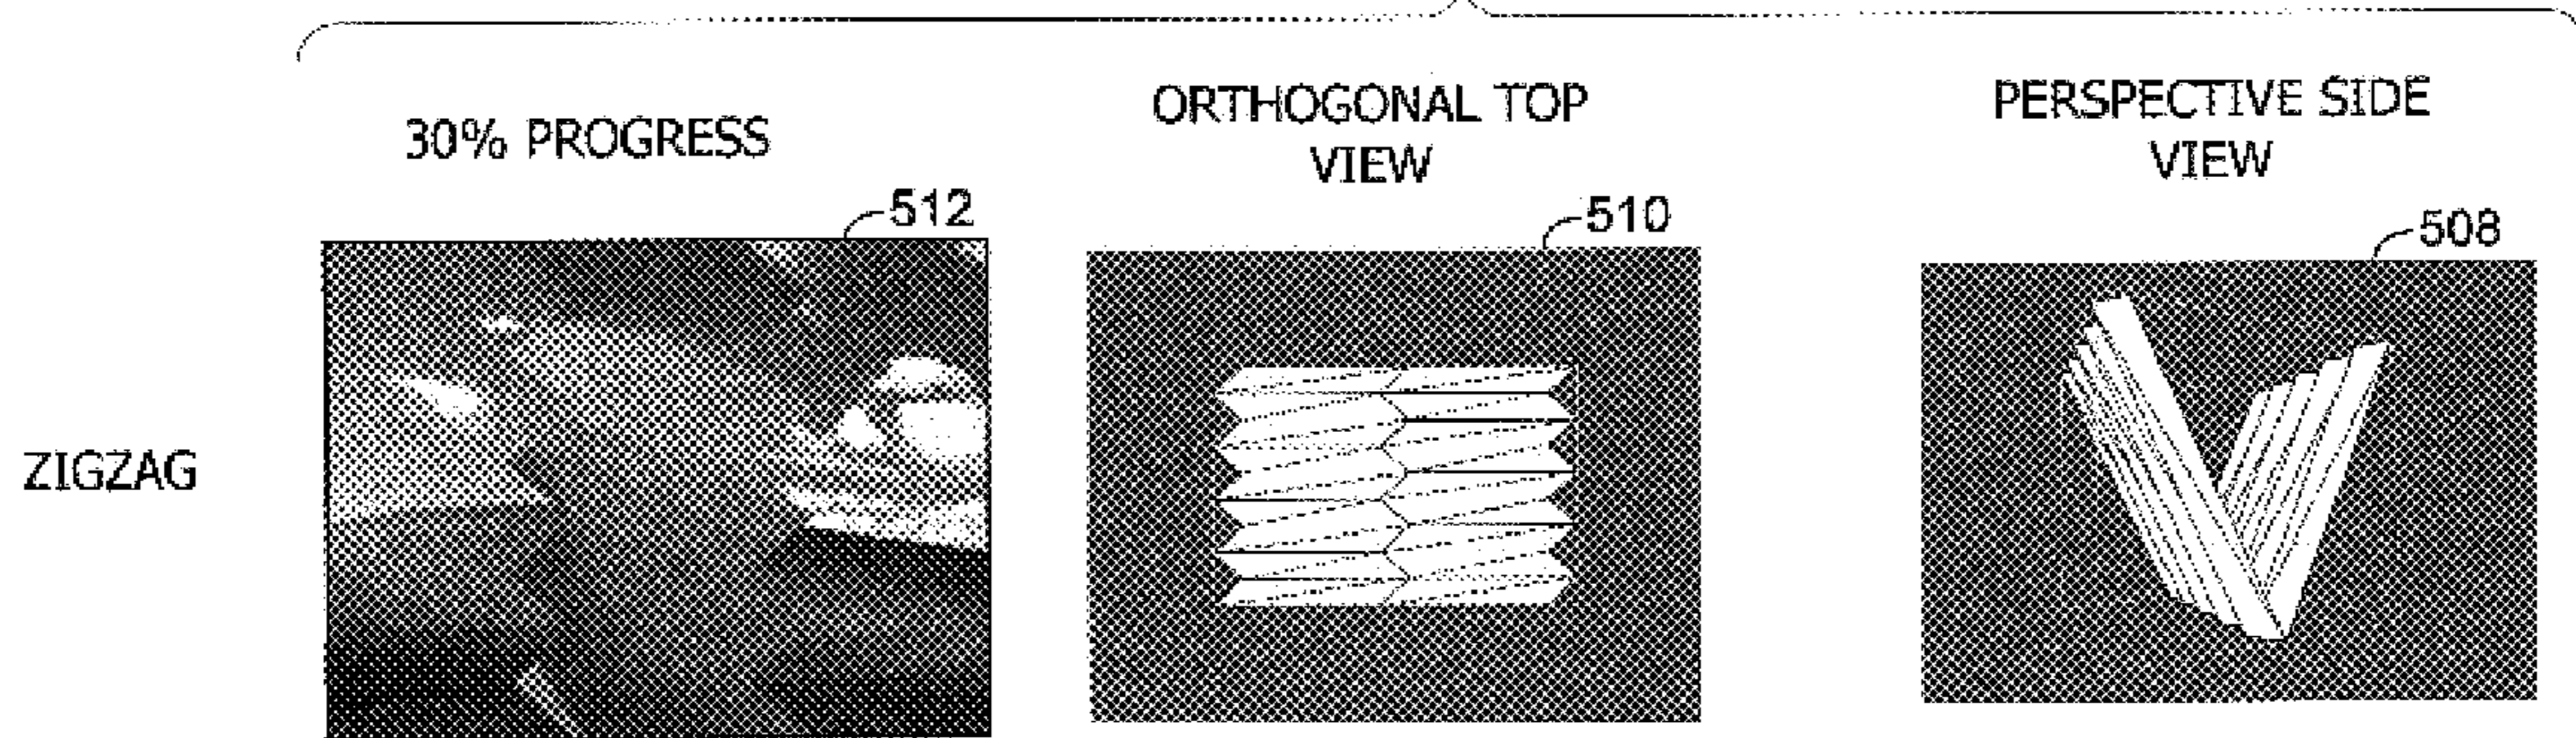 30% PROGRESS
ORTHOGONAL TOP
VIEW
PERSPECTIVE SIDE
VIEW
512
510
508
ZIGZAG